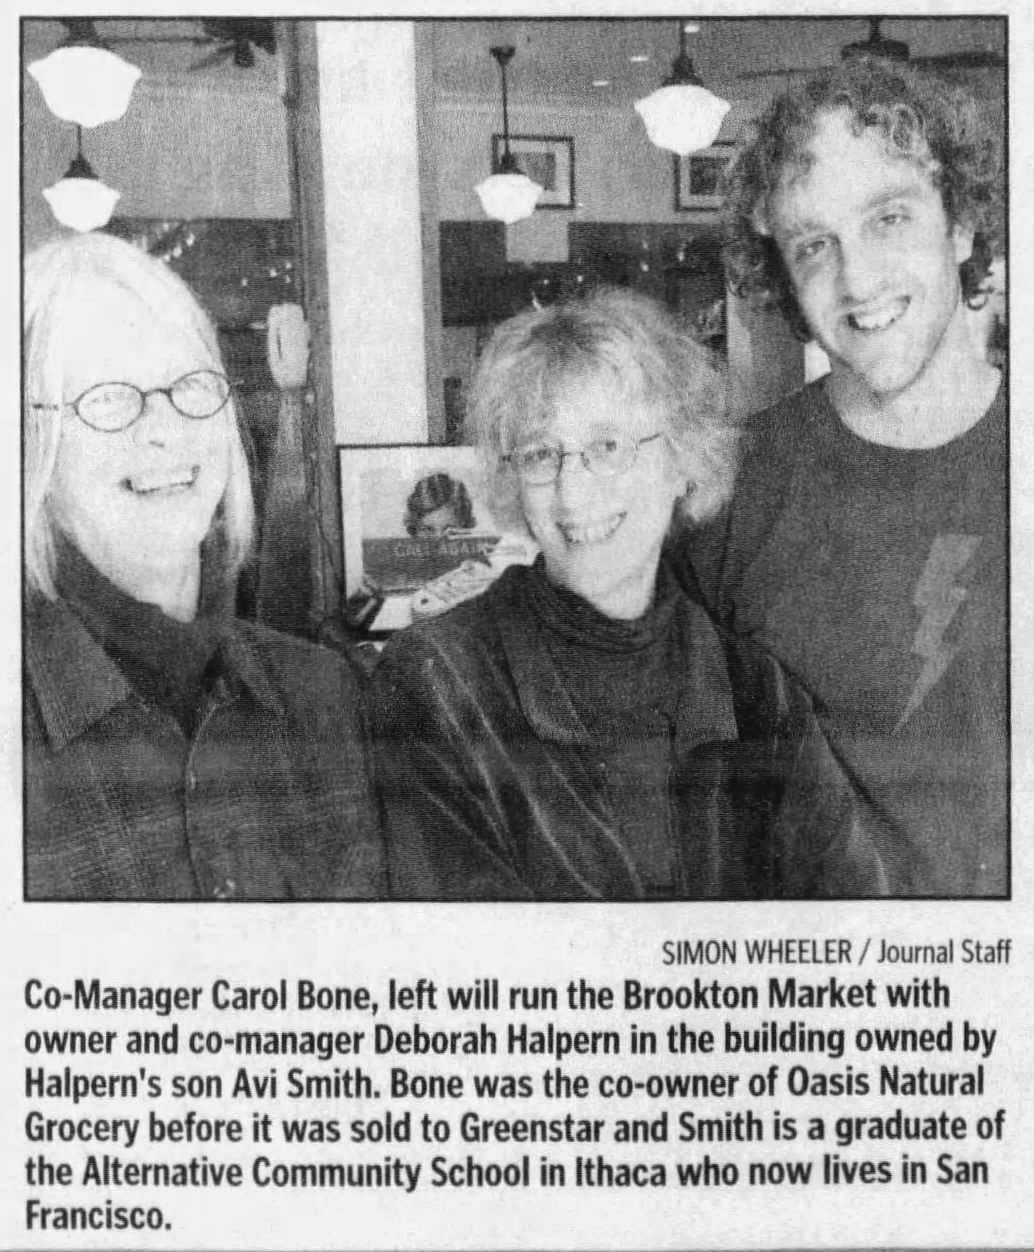 CALL AGAIN
SIMON WHEELER / Journal Staff
Co-Manager Carol Bone, left will run the Brookton Market with
owner and co-manager Deborah Halpern in the building owned by
Halpern's son Avi Smith. Bone was the co-owner of Oasis Natural
Grocery before it was sold to Greenstar and Smith is a graduate of
the Alternative Community School in Ithaca who now lives in San
Francisco.